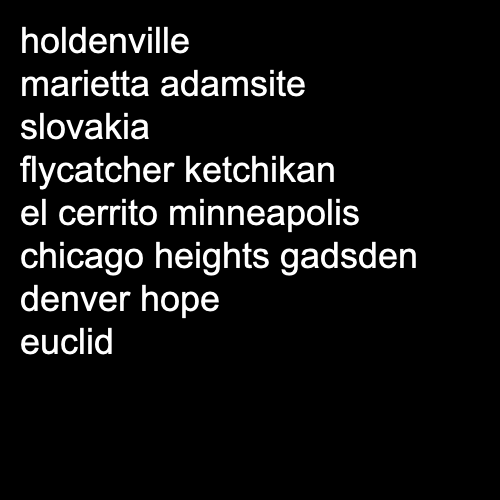 holdenville
marietta adamsite
slovakia
flycatcher ketchikan
el cerrito minneapolis
chicago heights gadsden
denver hope
euclid